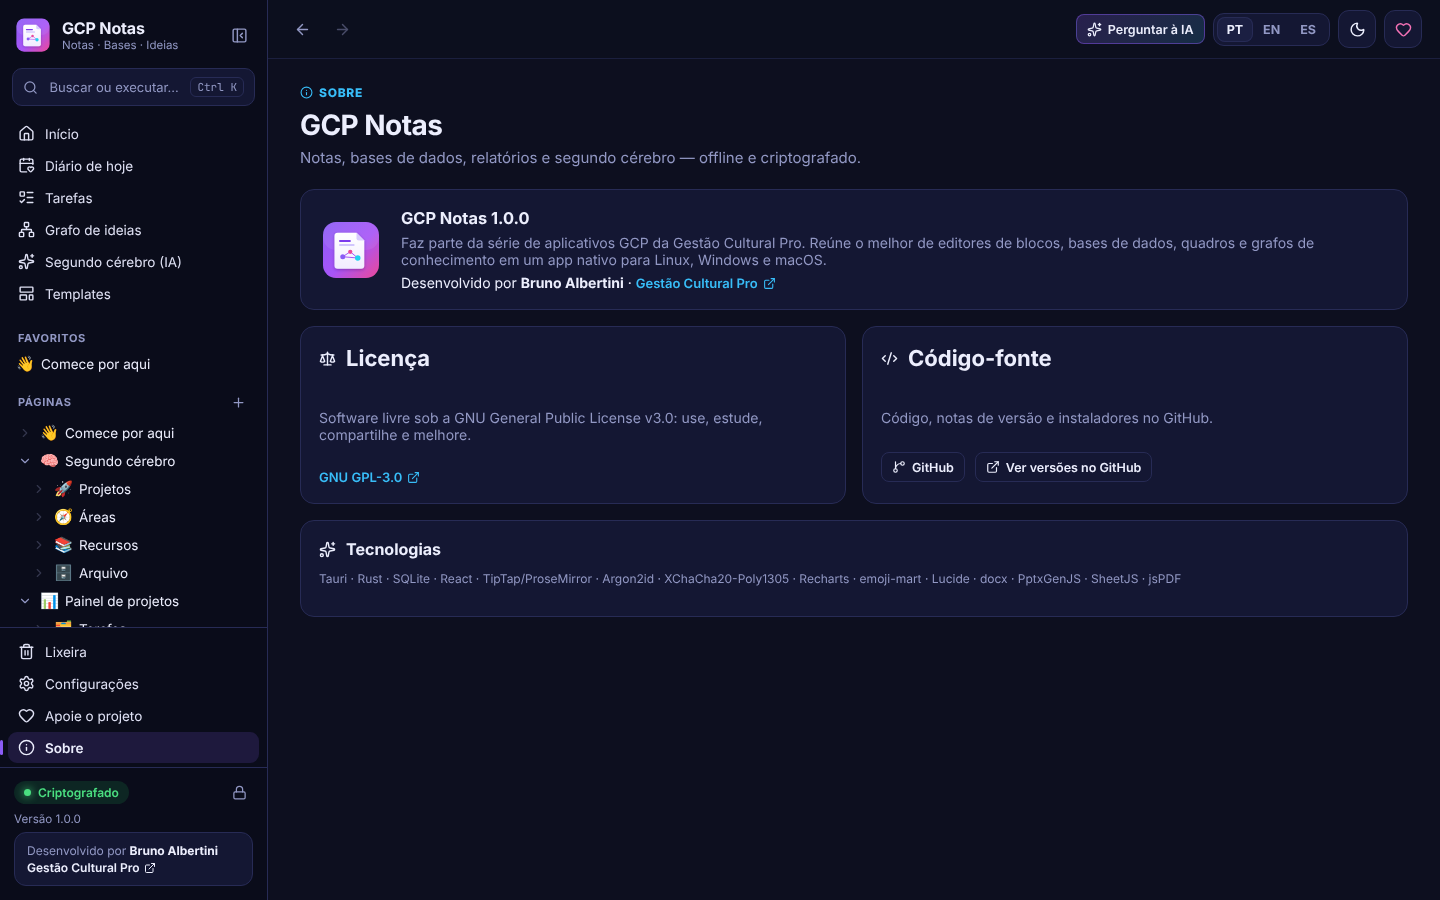 GCP Notas
Notas · Bases · Ideias
Buscar ou executar...
Ctrl K
Início
Diário de hoje
Tarefas
Grafo de ideias
Segundo cérebro (IA)
Templates
FAVORITOS
Comece por aqui
PÁGINAS
Comece por aqui
Segundo cérebro
Projetos
Áreas
Recursos
Arquivo
Painel de projetos
Tarefas
Lixeira
Configurações
Apoie o projeto
Sobre
Criptografado
Versão 1.0.0
Desenvolvido por Bruno Albertini
Gestão Cultural Pro
Perguntar à IA
PT EN ES
SOBRE
GCP Notas
Notas, bases de dados, relatórios e segundo cérebro — offline e criptografado.
GCP Notas 1.0.0
Faz parte da série de aplicativos GCP da Gestão Cultural Pro. Reúne o melhor de editores de blocos, bases de dados, quadros e grafos de
conhecimento em um app nativo para Linux, Windows e macOS.
Desenvolvido por Bruno Albertini · Gestão Cultural Pro
Licença
Software livre sob a GNU General Public License v3.0: use, estude,
compartilhe e melhore.
GNU GPL-3.0
Código-fonte
Código, notas de versão e instaladores no GitHub.
GitHub
Ver versões no GitHub
Tecnologias
Tauri · Rust · SQLite · React · TipTap/ProseMirror · Argon2id · XChaCha20-Poly1305 · Recharts · emoji-mart · Lucide · docx · PptxGenJS · SheetJS · jsPDF